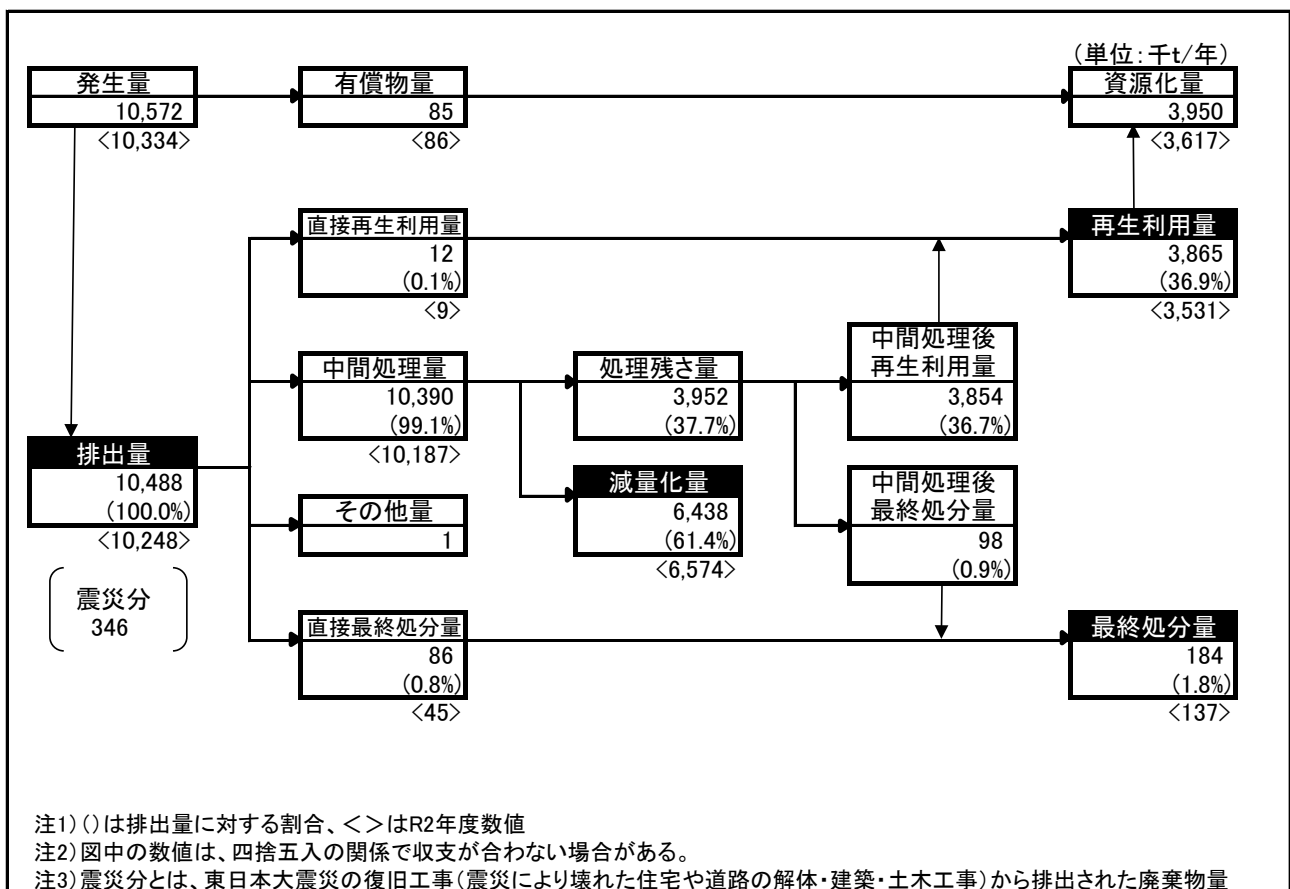 (単位:千t/年)
発生量
10,572
<10,334>
有償物量
85
<86>
資源化量
3,950
<3,617>
直接再生利用量
12
(0.1%)
<9>
再生利用量
3,865
(36.9%)
<3,531>
中間処理量
10,390
(99.1%)
<10,187>
処理残さ量
3,952
(37.7%)
中間処理後
再生利用量
3,854
(36.7%)
排出量
10,488
(100.0%)
<10,248>
震災分
346
その他量
1
減量化量
6,438
(61.4%)
<6,574>
中間処理後
最終処分量
98
(0.9%)
直接最終処分量
86
(0.8%)
<45>
最終処分量
184
(1.8%)
<137>
注1)()は排出量に対する割合、<>はR2年度数値
注2)図中の数値は、四捨五入の関係で収支が合わない場合がある。
注3)震災分とは、東日本大震災の復旧工事(震災により壊れた住宅や道路の解体・建築・土木工事)から排出された廃棄物量